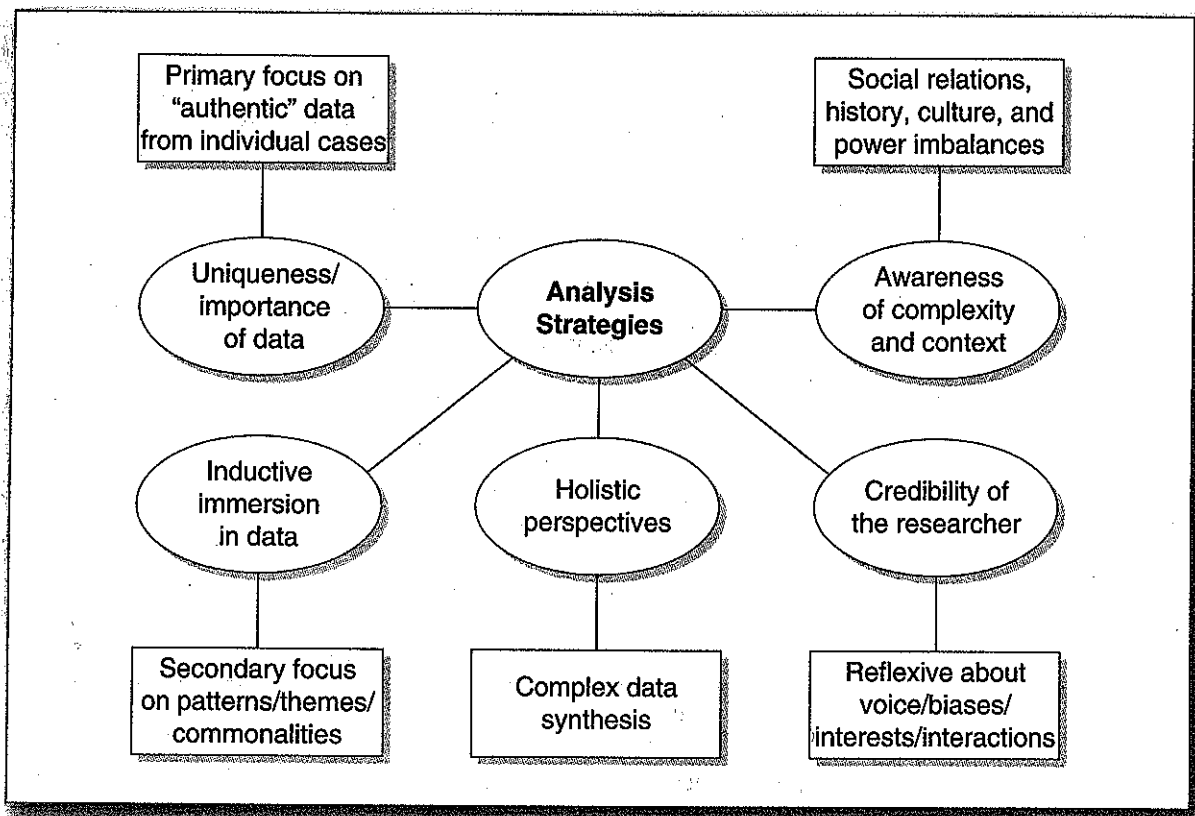 Primary focus on
“authentic” data
from individual cases
Social relations,
history, culture, and
power imbalances
Uniqueness/
importance
of data
Analysis
Strategies
Awareness
of complexity
and context
Inductive
immersion
in data
Holistic
perspectives
Credibility of
the researcher
Secondary focus
on patterns/themes/
commonalities
Complex data
synthesis
Reflexive about
voice/biases/
interests/interactions